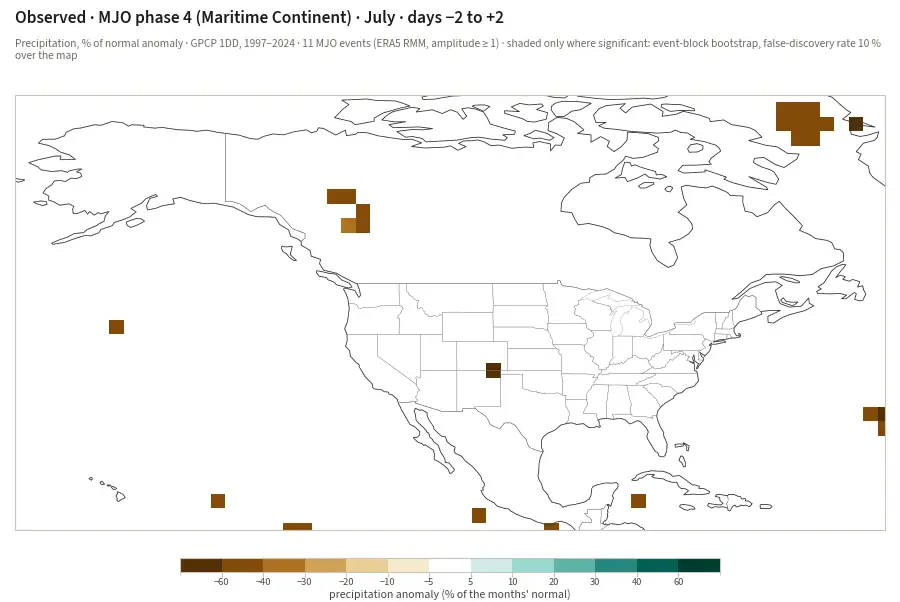 Observed · MJO phase 4 (Maritime Continent) · July · days −2 to +2
Precipitation, % of normal anomaly · GPCP 1DD, 1997–2024 · 11 MJO events (ERA5 RMM, amplitude ≥ 1) · shaded only where significant: event-block bootstrap, false-discovery rate 10 %
over the map
−60 −40 −30 −20 −10 −5 5 10 20 30 40 60
precipitation anomaly (% of the months' normal)